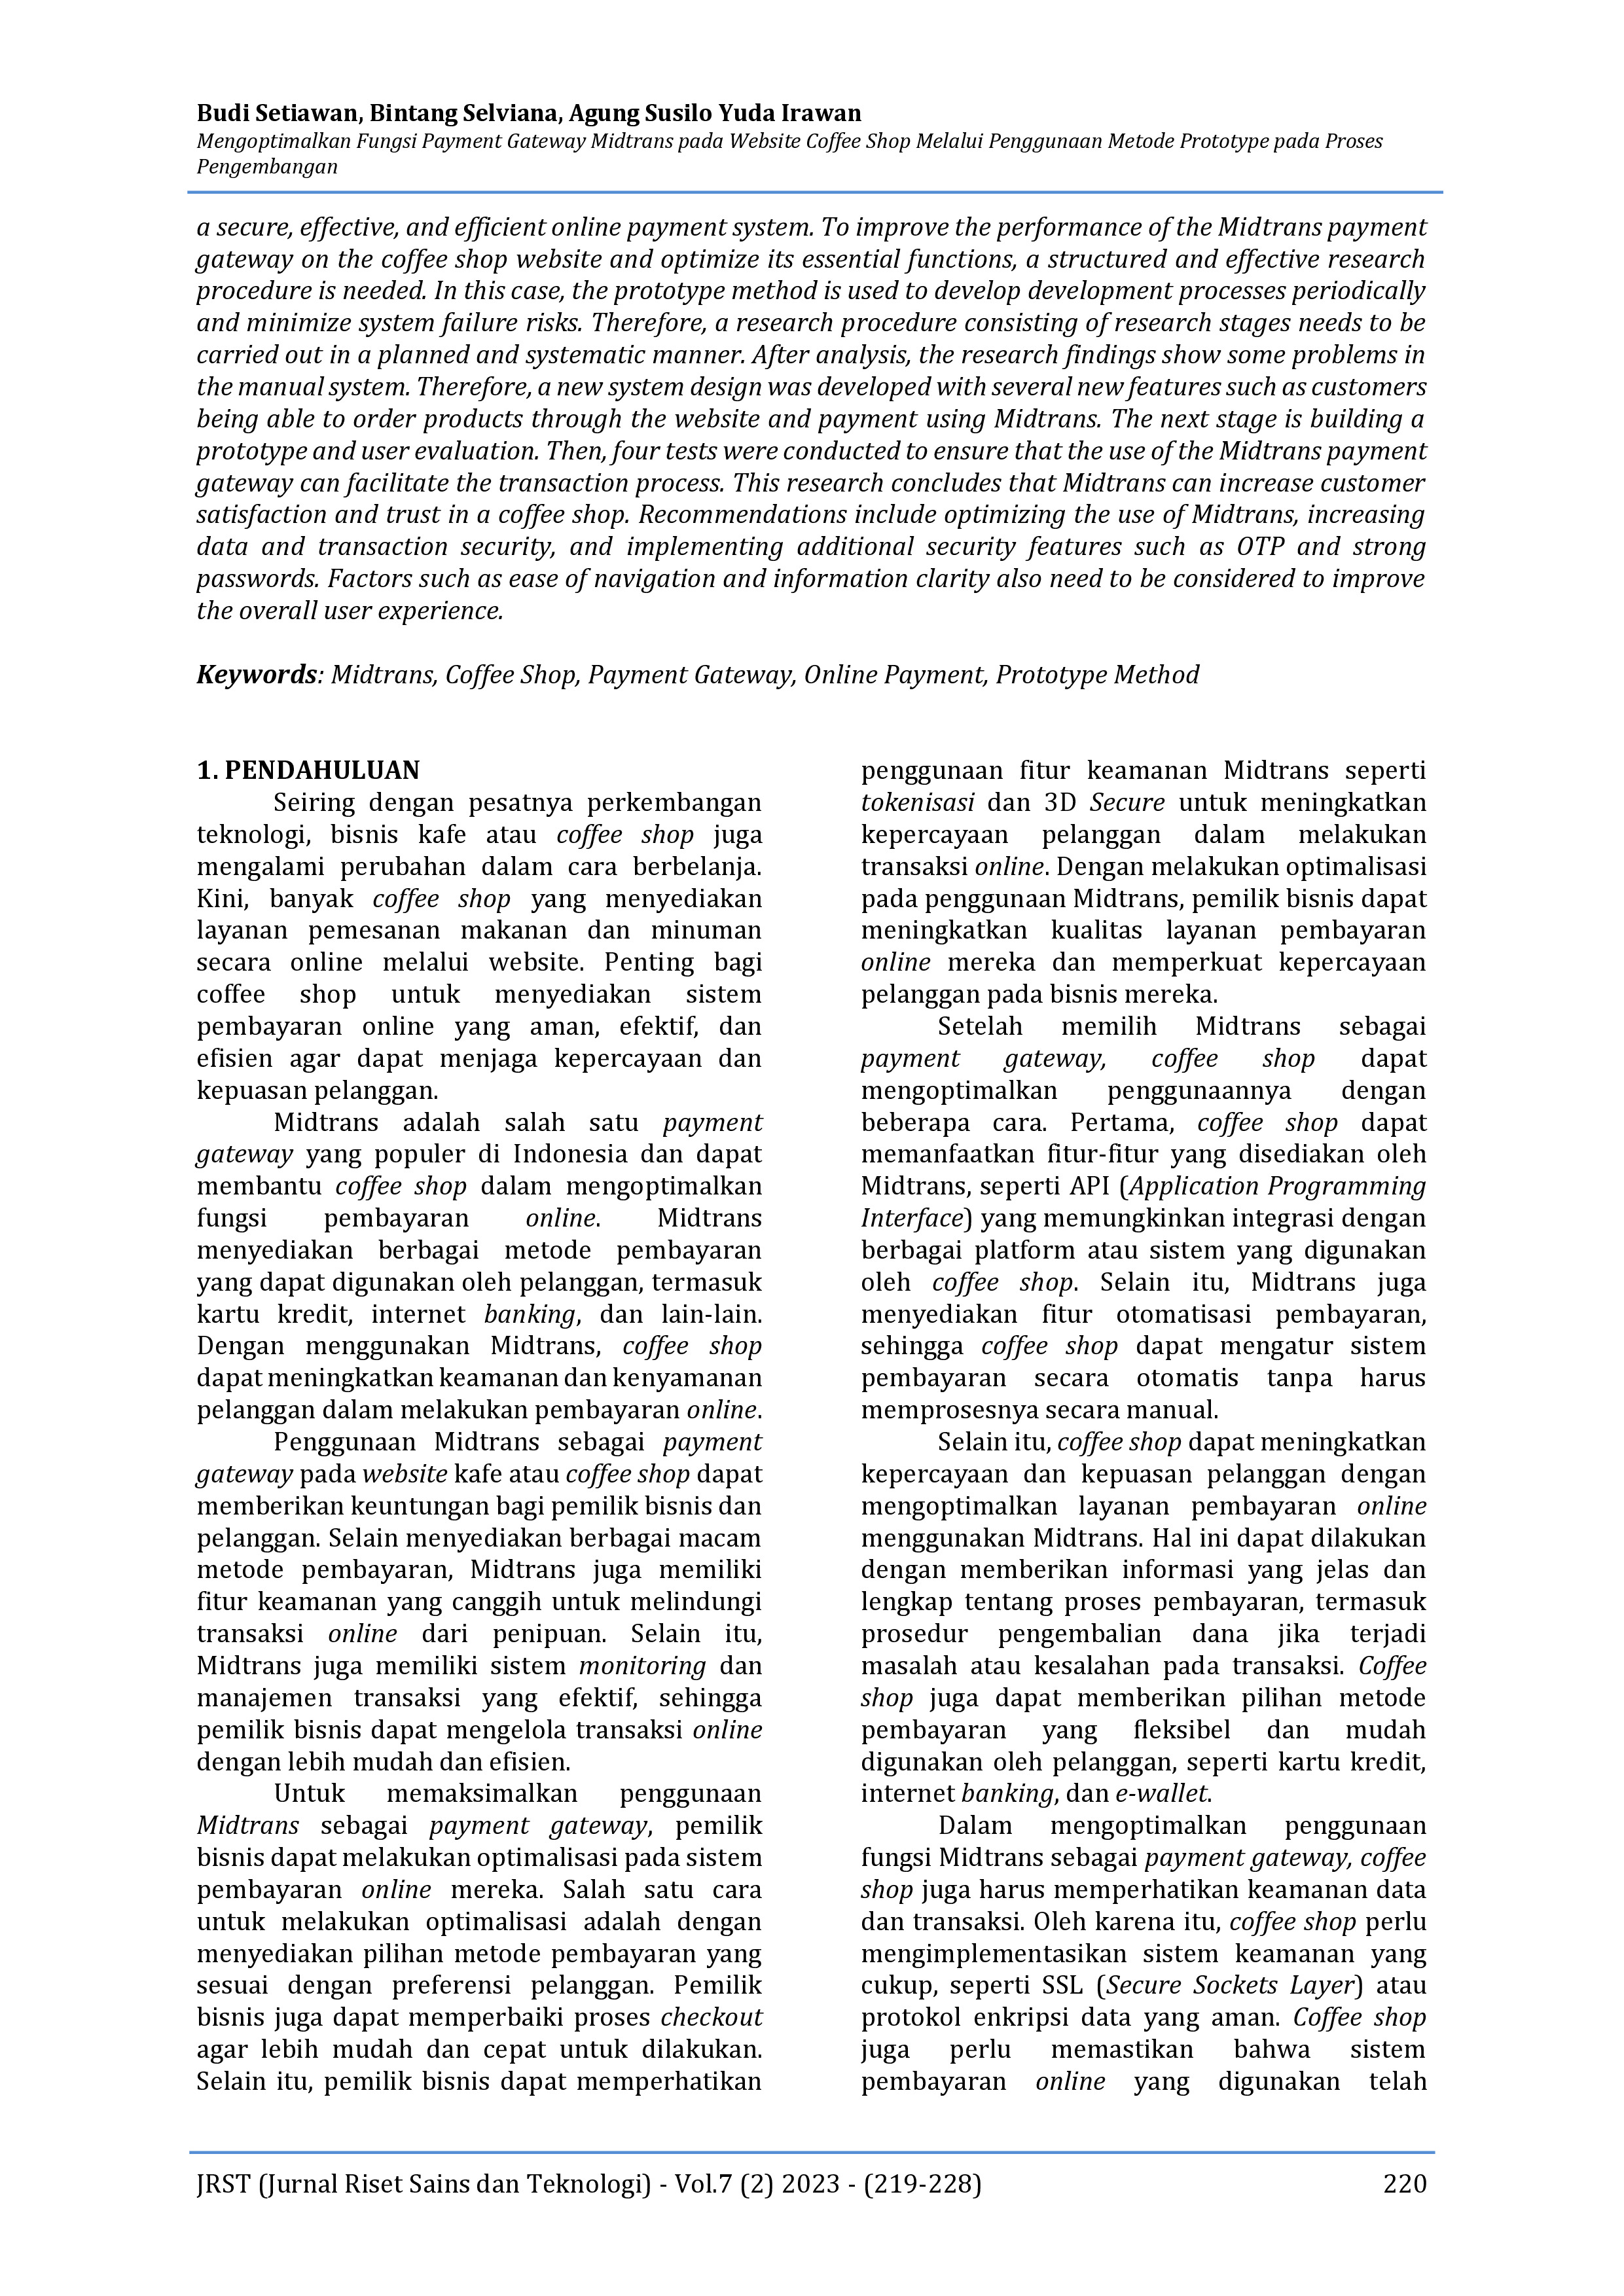 Budi Setiawan, Bintang Selviana, Agung Susilo Yuda Irawan
Mengoptimalkan Fungsi Payment Gateway Midtrans pada Website Coffee Shop Melalui Penggunaan Metode Prototype pada Proses
Pengembangan
a secure, effective, and efficient online payment system. To improve the performance of the Midtrans payment
gateway on the coffee shop website and optimize its essential functions, a structured and effective research
procedure is needed. In this case, the prototype method is used to develop development processes periodically
and minimize system failure risks. Therefore, a research procedure consisting of research stages needs to be
carried out in a planned and systematic manner. After analysis, the research findings show some problems in
the manual system. Therefore, a new system design was developed with several new features such as customers
being able to order products through the website and payment using Midtrans. The next stage is building a
prototype and user evaluation. Then, four tests were conducted to ensure that the use of the Midtrans payment
gateway can facilitate the transaction process. This research concludes that Midtrans can increase customer
satisfaction and trust in a coffee shop. Recommendations include optimizing the use of Midtrans, increasing
data and transaction security, and implementing additional security features such as OTP and strong
passwords. Factors such as ease of navigation and information clarity also need to be considered to improve
the overall user experience.
Keywords: Midtrans, Coffee Shop, Payment Gateway, Online Payment, Prototype Method
1. PENDAHULUAN
Seiring dengan pesatnya perkembangan
teknologi, bisnis kafe atau coffee shop juga
mengalami perubahan dalam cara berbelanja.
Kini, banyak coffee shop yang menyediakan
layanan pemesanan makanan dan minuman
secara online melalui website. Penting bagi
coffee shop untuk menyediakan sistem
pembayaran online yang aman, efektif, dan
efisien agar dapat menjaga kepercayaan dan
kepuasan pelanggan.
Midtrans adalah salah satu payment
gateway yang populer di Indonesia dan dapat
membantu coffee shop dalam mengoptimalkan
fungsi pembayaran online. Midtrans
menyediakan berbagai metode pembayaran
yang dapat digunakan oleh pelanggan, termasuk
kartu kredit, internet banking, dan lain-lain.
Dengan menggunakan Midtrans, coffee shop
dapat meningkatkan keamanan dan kenyamanan
pelanggan dalam melakukan pembayaran online.
Penggunaan Midtrans sebagai payment
gateway pada website kafe atau coffee shop dapat
memberikan keuntungan bagi pemilik bisnis dan
pelanggan. Selain menyediakan berbagai macam
metode pembayaran, Midtrans juga memiliki
fitur keamanan yang canggih untuk melindungi
transaksi online dari penipuan. Selain itu,
Midtrans juga memiliki sistem monitoring dan
manajemen transaksi yang efektif, sehingga
pemilik bisnis dapat mengelola transaksi online
dengan lebih mudah dan efisien.
Untuk memaksimalkan penggunaan
Midtrans sebagai payment gateway, pemilik
bisnis dapat melakukan optimalisasi pada sistem
pembayaran online mereka. Salah satu cara
untuk melakukan optimalisasi adalah dengan
menyediakan pilihan metode pembayaran yang
sesuai dengan preferensi pelanggan. Pemilik
bisnis juga dapat memperbaiki proses checkout
agar lebih mudah dan cepat untuk dilakukan.
Selain itu, pemilik bisnis dapat memperhatikan
penggunaan fitur keamanan Midtrans seperti
tokenisasi dan 3D Secure untuk meningkatkan
kepercayaan pelanggan dalam melakukan
transaksi online. Dengan melakukan optimalisasi
pada penggunaan Midtrans, pemilik bisnis dapat
meningkatkan kualitas layanan pembayaran
online mereka dan memperkuat kepercayaan
pelanggan pada bisnis mereka.
Setelah memilih Midtrans sebagai
payment gateway, coffee shop dapat
mengoptimalkan penggunaannya dengan
beberapa cara. Pertama, coffee shop dapat
memanfaatkan fitur-fitur yang disediakan oleh
Midtrans, seperti API (Application Programming
Interface) yang memungkinkan integrasi dengan
berbagai platform atau sistem yang digunakan
oleh coffee shop. Selain itu, Midtrans juga
menyediakan fitur otomatisasi pembayaran,
sehingga coffee shop dapat mengatur sistem
pembayaran secara otomatis tanpa harus
memprosesnya secara manual.
Selain itu, coffee shop dapat meningkatkan
kepercayaan dan kepuasan pelanggan dengan
mengoptimalkan layanan pembayaran online
menggunakan Midtrans. Hal ini dapat dilakukan
dengan memberikan informasi yang jelas dan
lengkap tentang proses pembayaran, termasuk
prosedur pengembalian dana jika terjadi
masalah atau kesalahan pada transaksi. Coffee
shop juga dapat memberikan pilihan metode
pembayaran yang fleksibel dan mudah
digunakan oleh pelanggan, seperti kartu kredit,
internet banking, dan e-wallet.
Dalam mengoptimalkan penggunaan
fungsi Midtrans sebagai payment gateway, coffee
shop juga harus memperhatikan keamanan data
dan transaksi. Oleh karena itu, coffee shop perlu
mengimplementasikan sistem keamanan yang
cukup, seperti SSL (Secure Sockets Layer) atau
protokol enkripsi data yang aman. Coffee shop
juga perlu memastikan bahwa sistem
pembayaran online yang digunakan telah
JRST (Jurnal Riset Sains dan Teknologi) - Vol.7 (2) 2023 - (219-228) 220